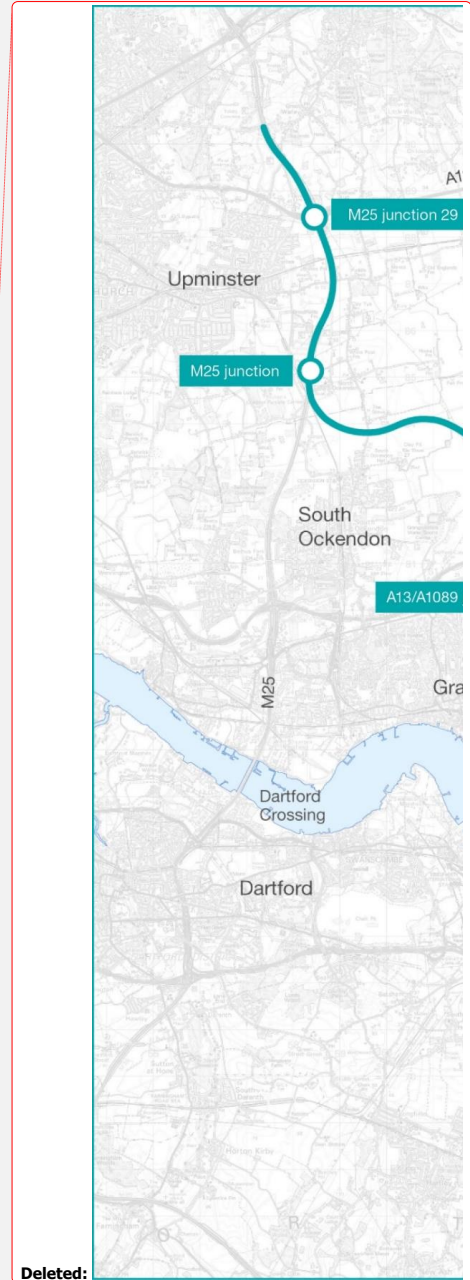 A1
M25 junction 29
Upminster
M25 junction
South
Ockendon
A13/A1089
M25
Gra
Dartford
Crossing
Dartford
Deleted: